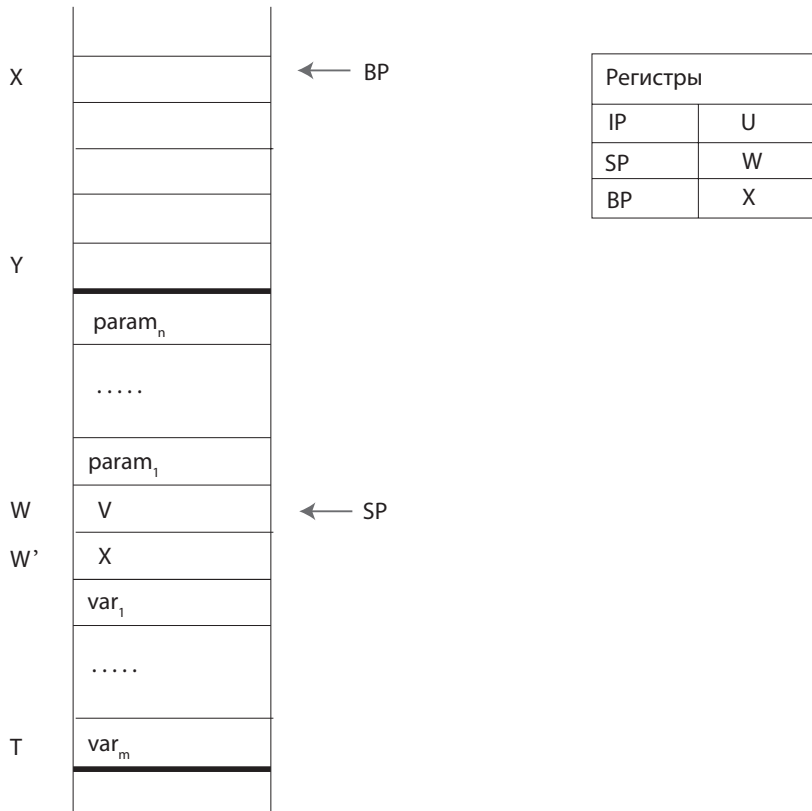 X
BP
Регистры
IP U
SP W
BP X
Y
paramₙ
.....
param₁
W V SP
W’ X
var₁
.....
T varₘ